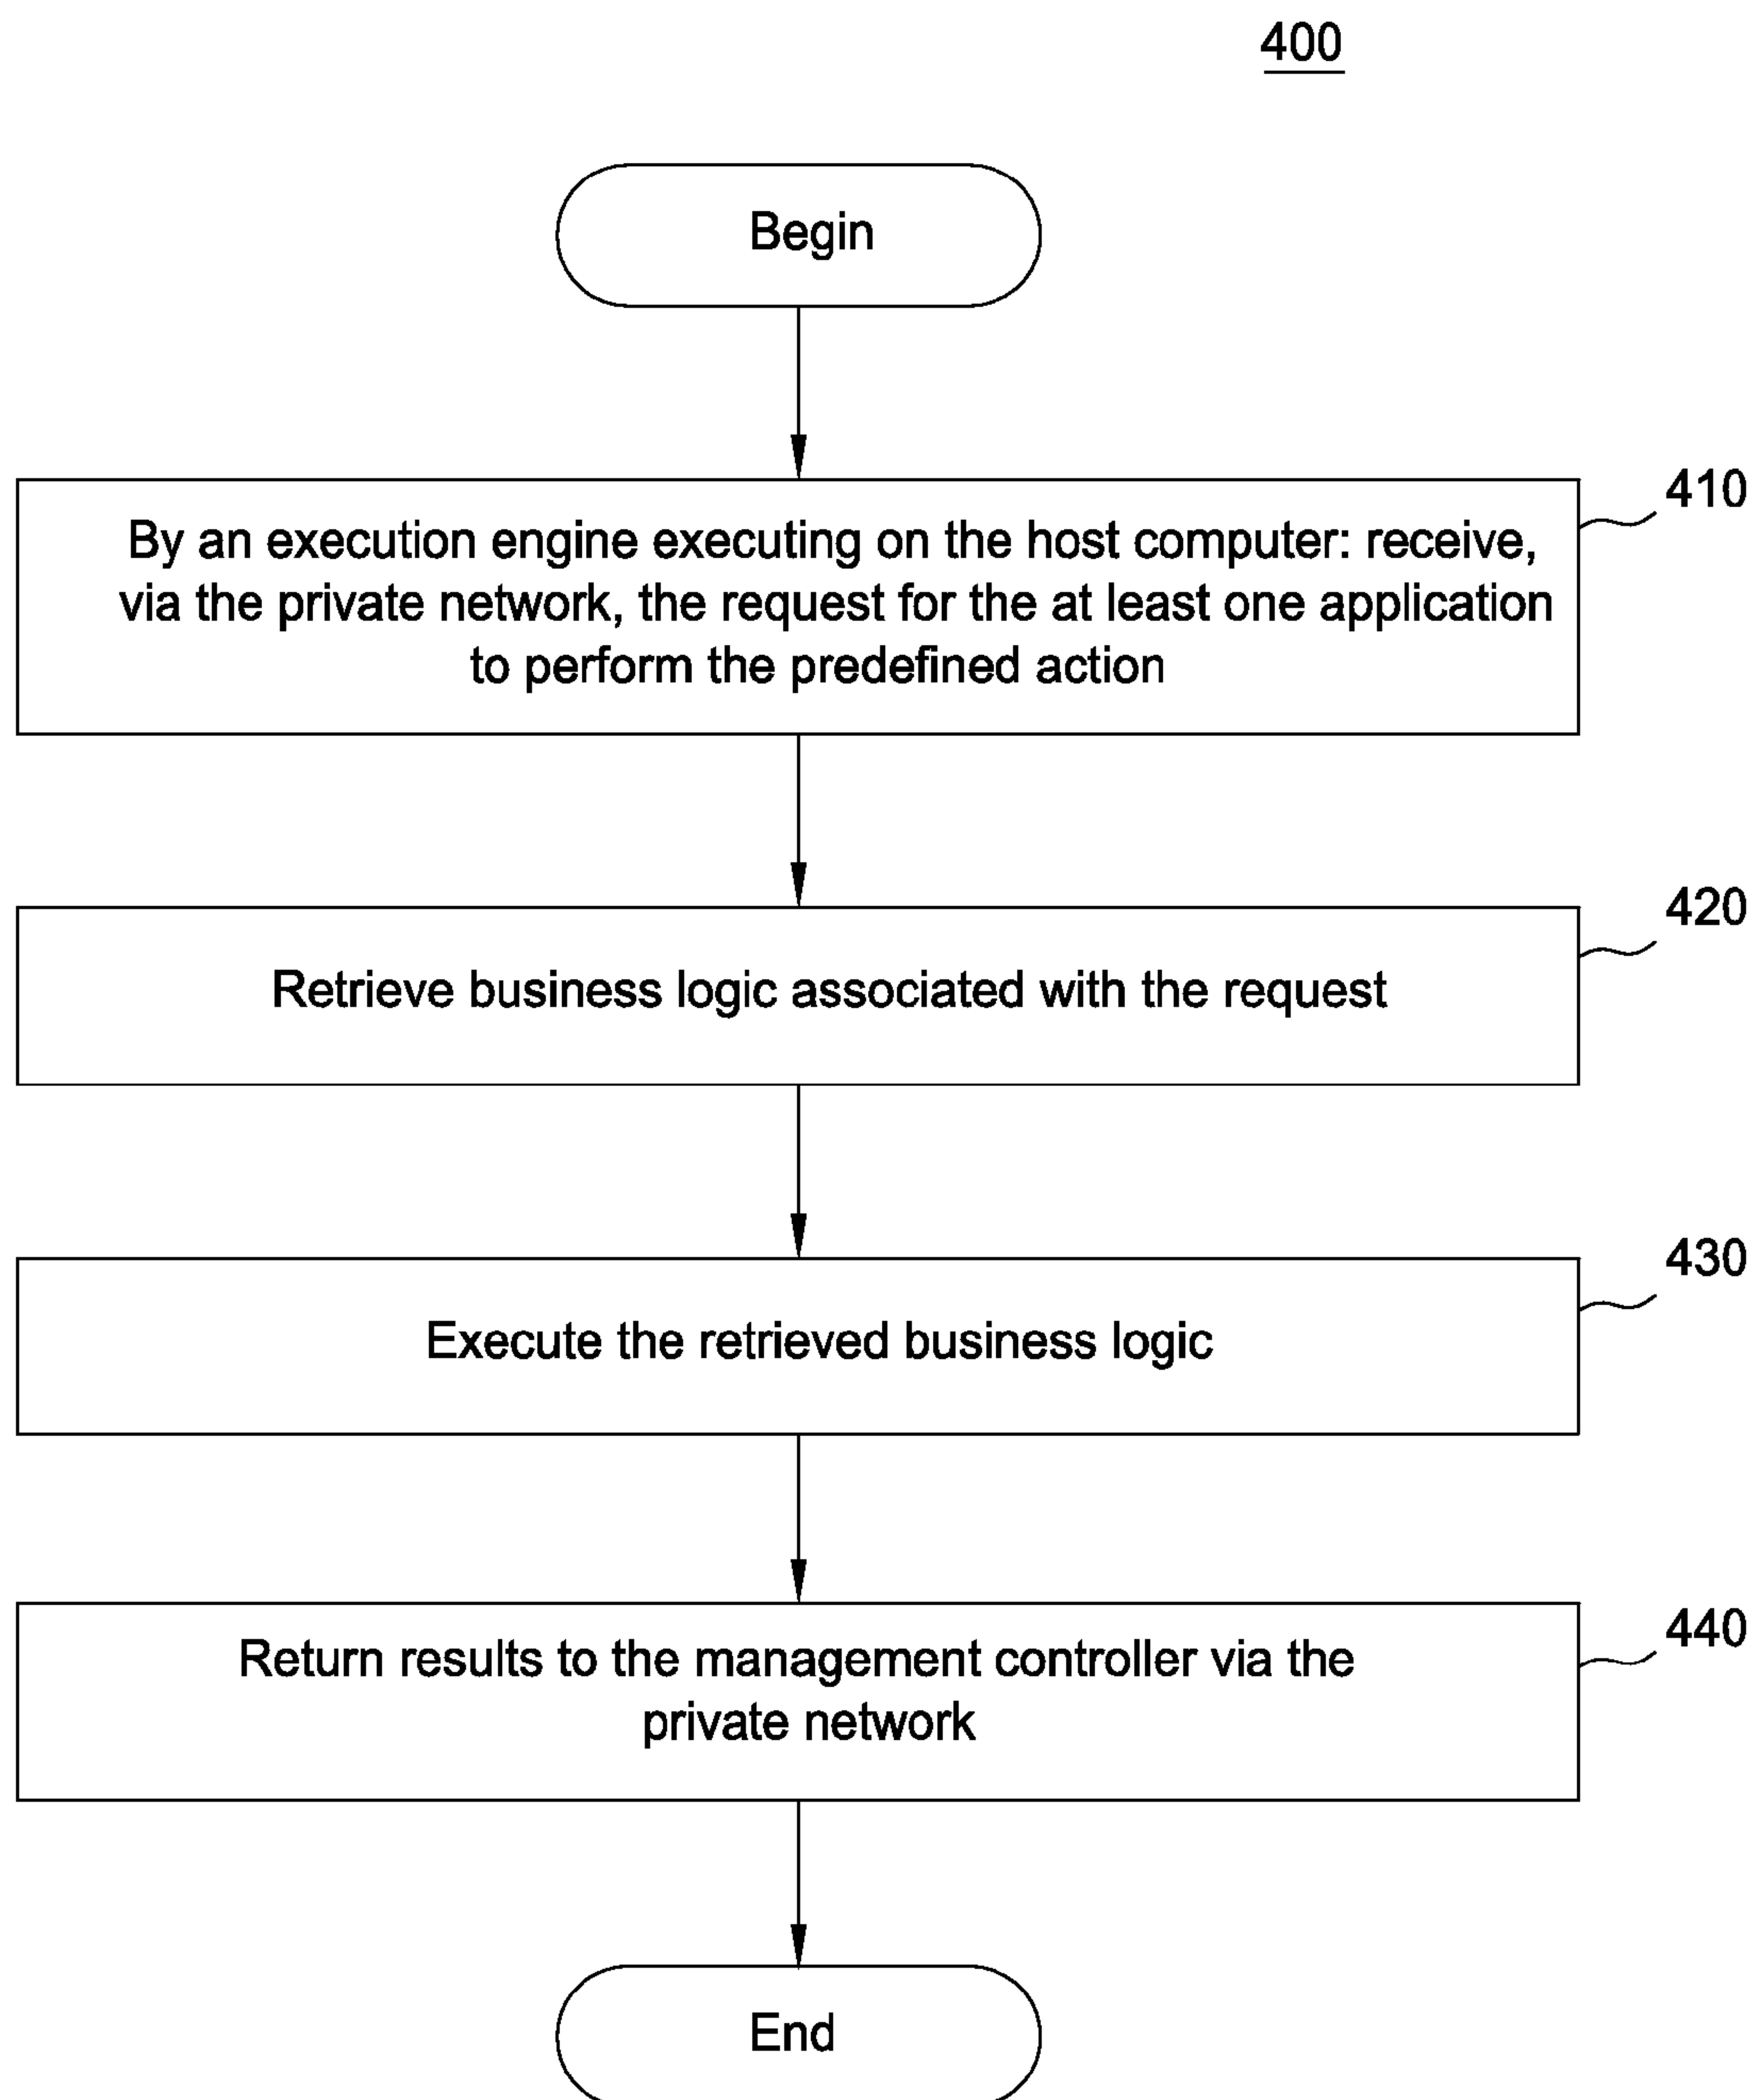 400
Begin
410
By an execution engine executing on the host computer: receive,
via the private network, the request for the at least one application
to perform the predefined action
420
Retrieve business logic associated with the request
430
Execute the retrieved business logic
440
Return results to the management controller via the
private network
End